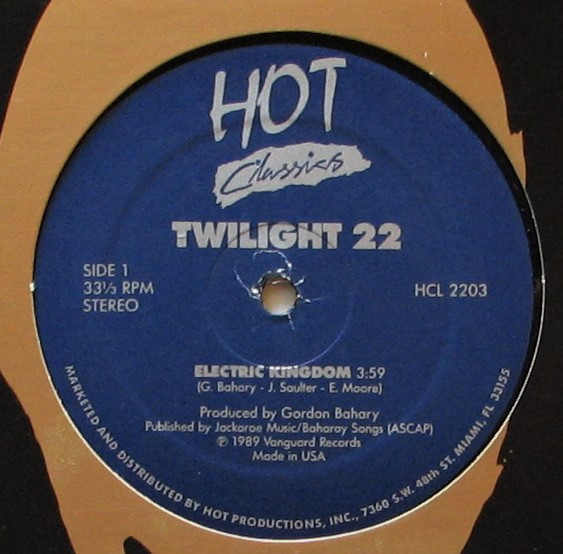 HOT
Classics
TWILIGHT 22
SIDE 1
33⅓ RPM
STEREO
HCL 2203
ELECTRIC KINGDOM 3:59
(G. Bahary - J. Saulter - E. Moore)
Produced by Gordon Bahary
Published by Jackaroe Music/Baharay Songs (ASCAP)
℗ 1989 Vanguard Records
Made in USA
MARKETED AND DISTRIBUTED BY HOT PRODUCTIONS, INC., 7360 S.W. 48th ST. MIAMI, FL 33155